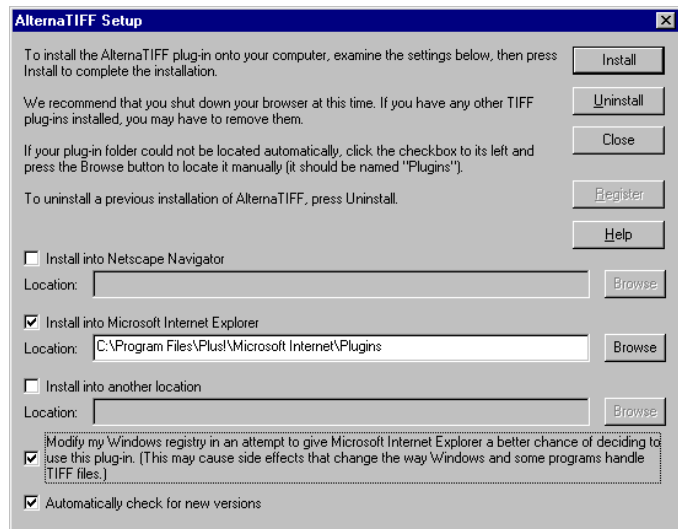 AlternaTIFF Setup
To install the AlternaTIFF plug-in onto your computer, examine the settings below, then press
Install to complete the installation.
We recommend that you shut down your browser at this time. If you have any other TIFF
plug-ins installed, you may have to remove them.
If your plug-in folder could not be located automatically, click the checkbox to its left and
press the Browse button to locate it manually (it should be named "Plugins").
To uninstall a previous installation of AlternaTIFF, press Uninstall.
Install
Uninstall
Close
Register
Help
Install into Netscape Navigator
Location:
Browse
Install into Microsoft Internet Explorer
Location:
C:\Program Files\Plus!\Microsoft Internet\Plugins
Browse
Install into another location
Location:
Browse
Modify my Windows registry in an attempt to give Microsoft Internet Explorer a better chance of deciding to
use this plug-in. (This may cause side effects that change the way Windows and some programs handle
TIFF files.)
Automatically check for new versions